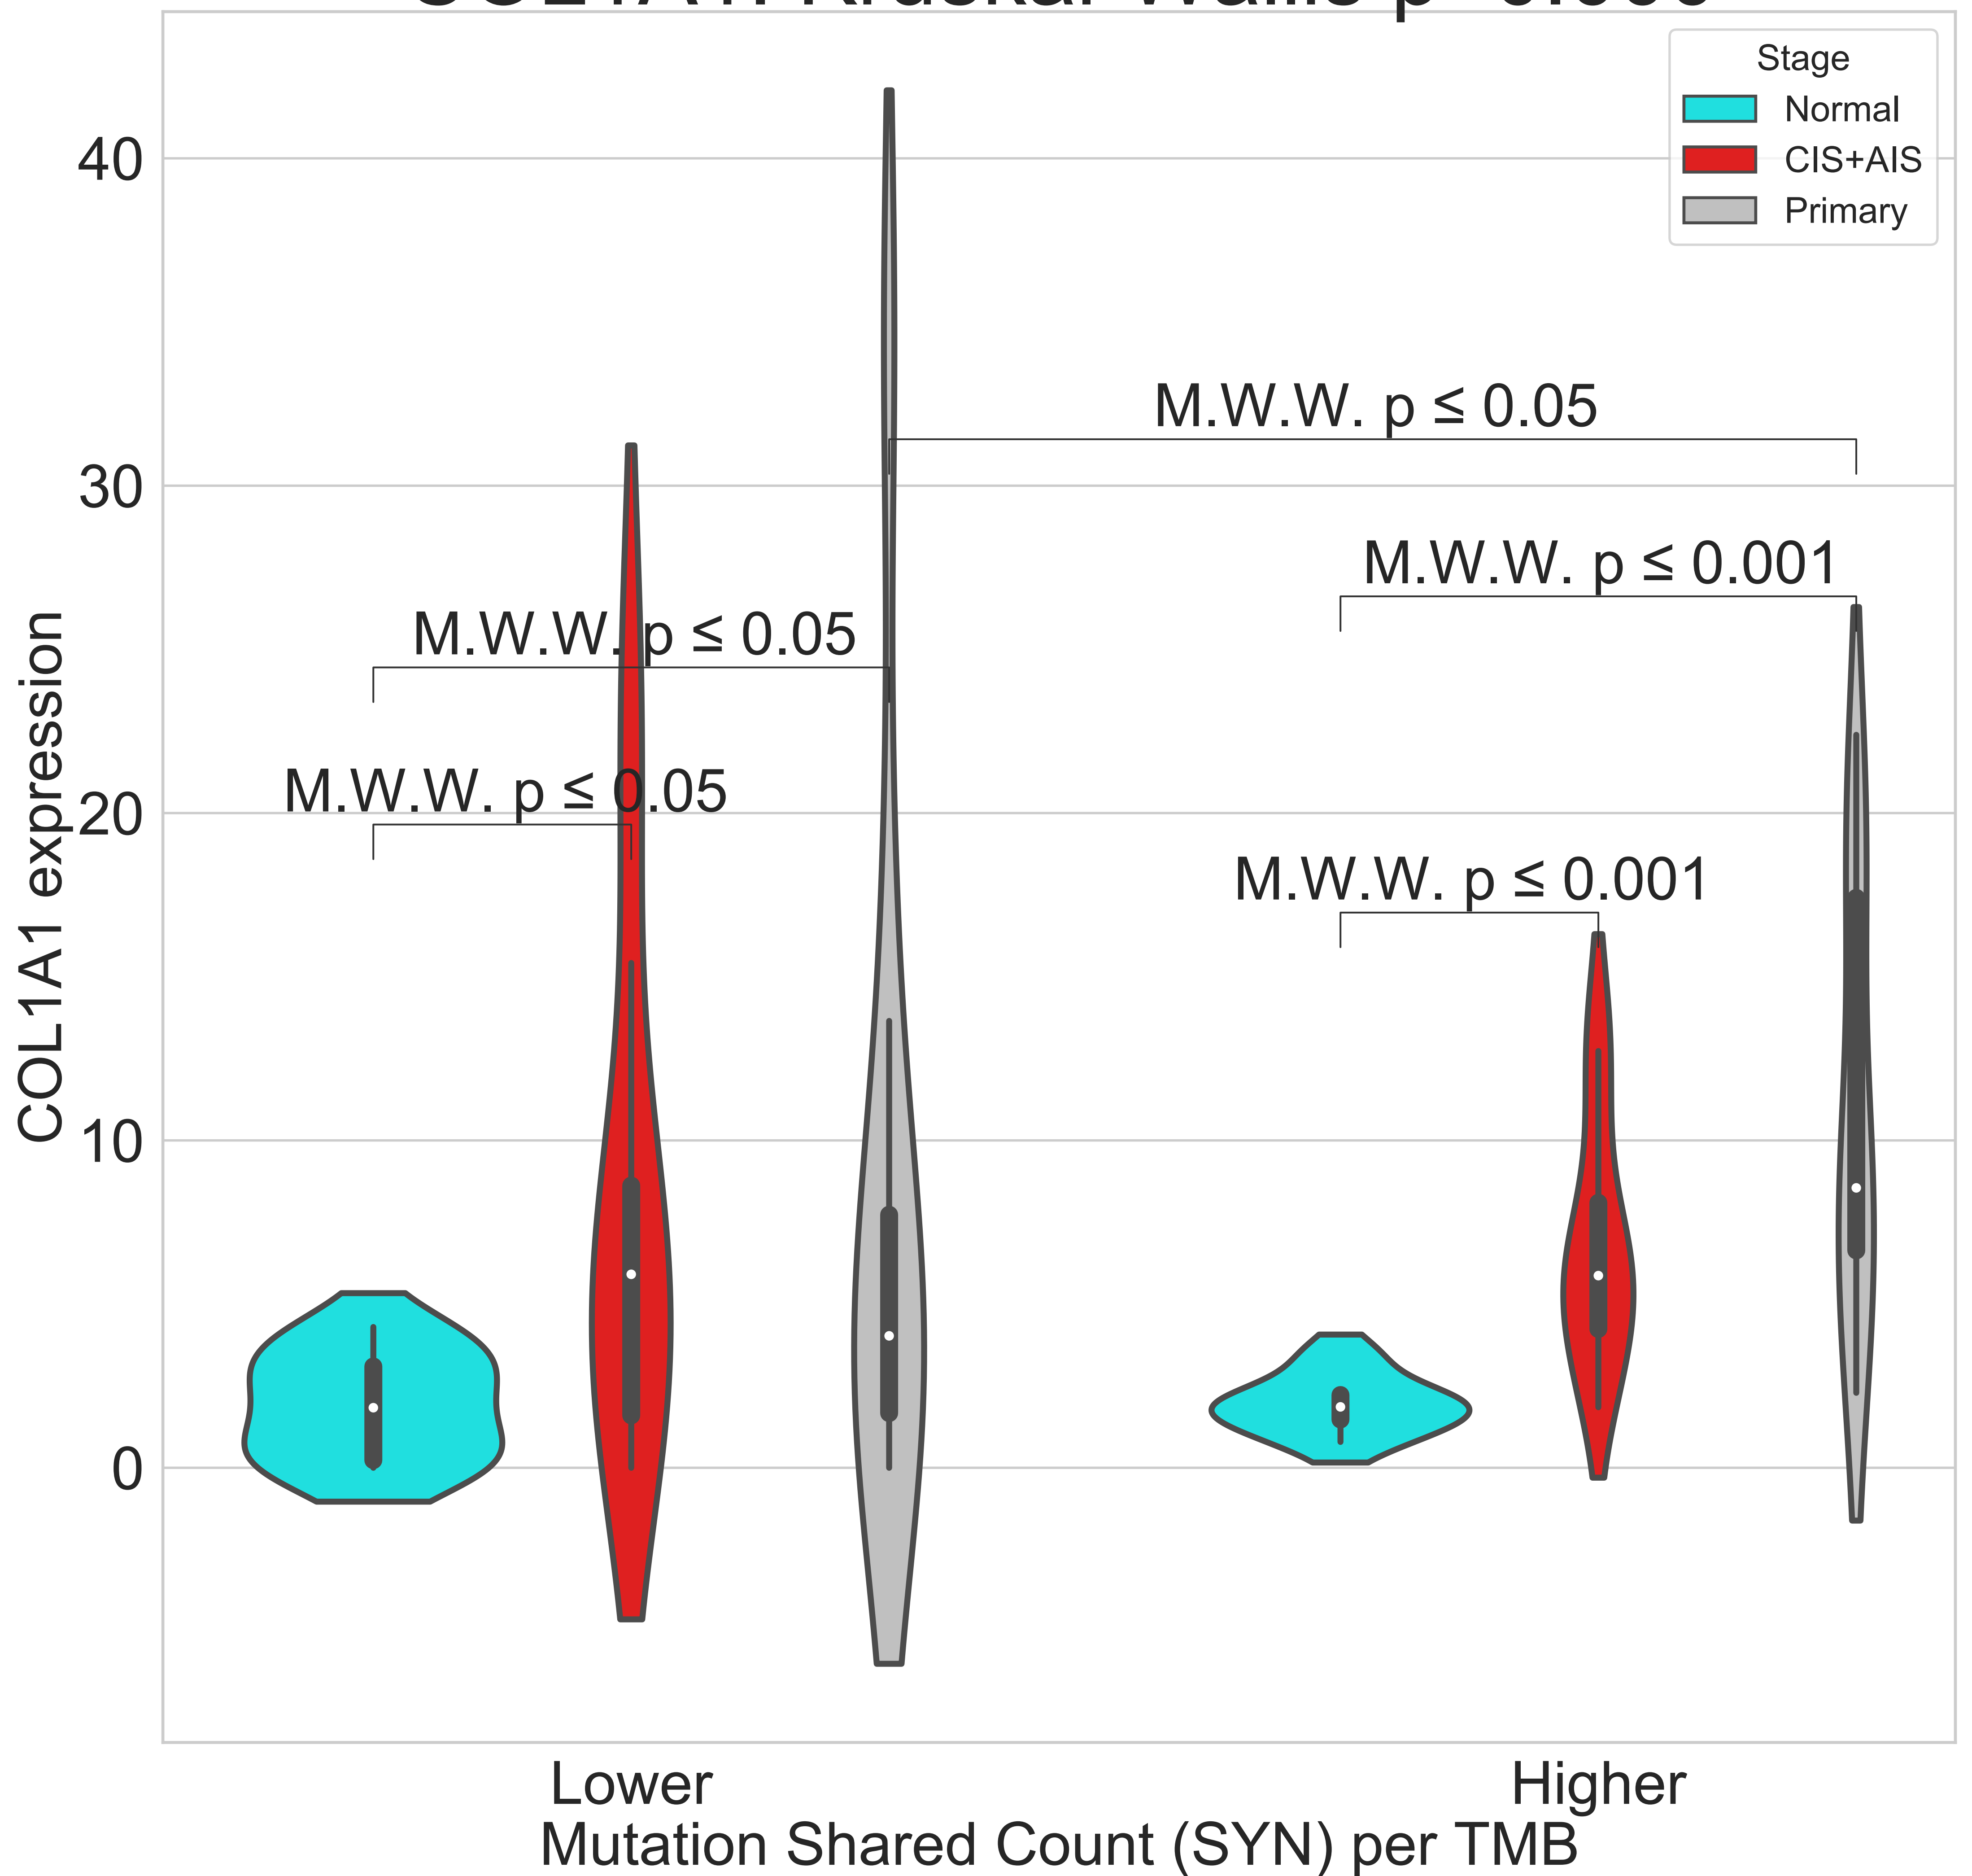 Stage
Normal
CIS+AIS
Primary
40
30
20
10
0
COL1A1 expression
M.W.W. p ≤ 0.05
M.W.W. p ≤ 0.001
M.W.W. p ≤ 0.05
M.W.W. p ≤ 0.05
M.W.W. p ≤ 0.001
Lower
Higher
Mutation Shared Count (SYN) per TMB